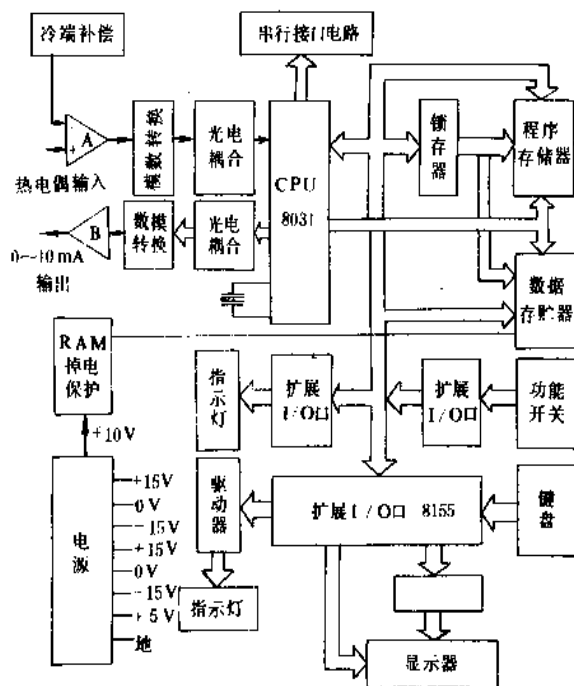 冷端补偿
串行接口电路
A
+
热电偶输入
模数转换
光电
耦合
CPU
8031
锁
存
器
程序
存储器
B
0~10 mA
输出
数模
转换
光电
耦合
数据
存贮器
RAM
掉电
保护
+10V
指示灯
扩展
I/O口
扩展
I/O口
功能
开关
电源
+15V
0V
-15V
+15V
0V
-15V
+5V
地
驱动器
指示灯
扩展I/O口 8155
键盘
显示器